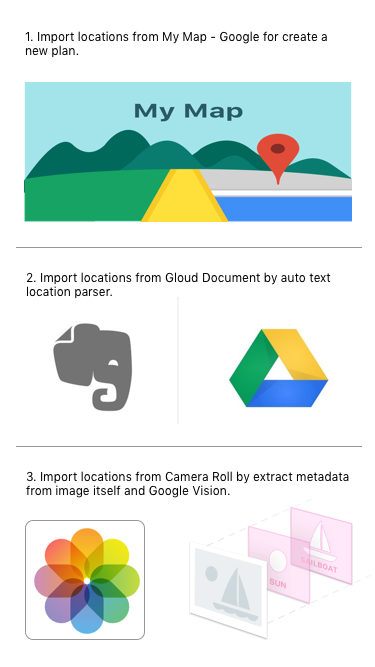 1. Import locations from My Map - Google for create a
new plan.
My Map
2. Import locations from Gloud Document by auto text
location parser.
3. Import locations from Camera Roll by extract metadata
from image itself and Google Vision.
SAILBOAT
SUN